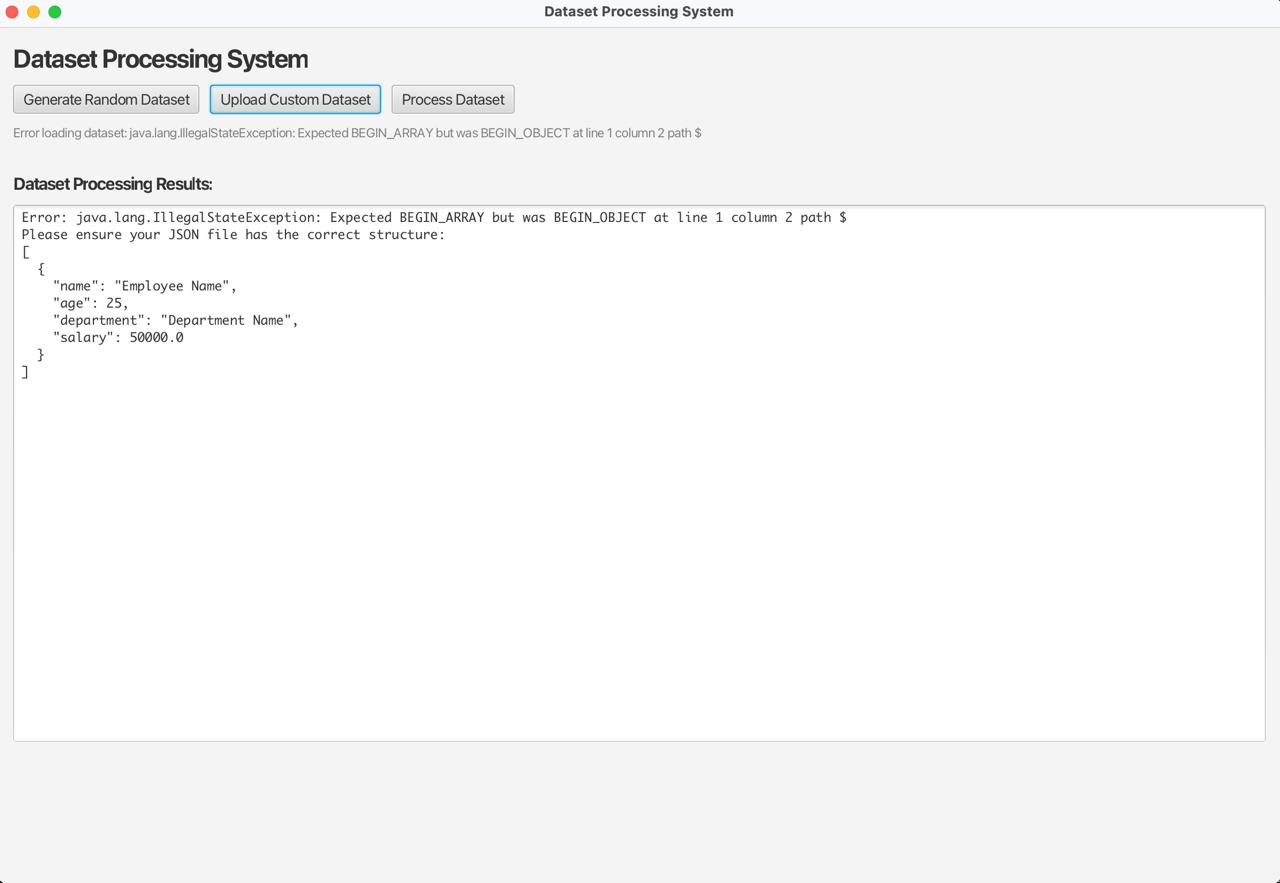 Dataset Processing System
Dataset Processing System
Generate Random Dataset Upload Custom Dataset Process Dataset
Error loading dataset: java.lang.IllegalStateException: Expected BEGIN_ARRAY but was BEGIN_OBJECT at line 1 column 2 path $
Dataset Processing Results:
Error: java.lang.IllegalStateException: Expected BEGIN_ARRAY but was BEGIN_OBJECT at line 1 column 2 path $
Please ensure your JSON file has the correct structure:
[
  {
    "name": "Employee Name",
    "age": 25,
    "department": "Department Name",
    "salary": 50000.0
  }
]